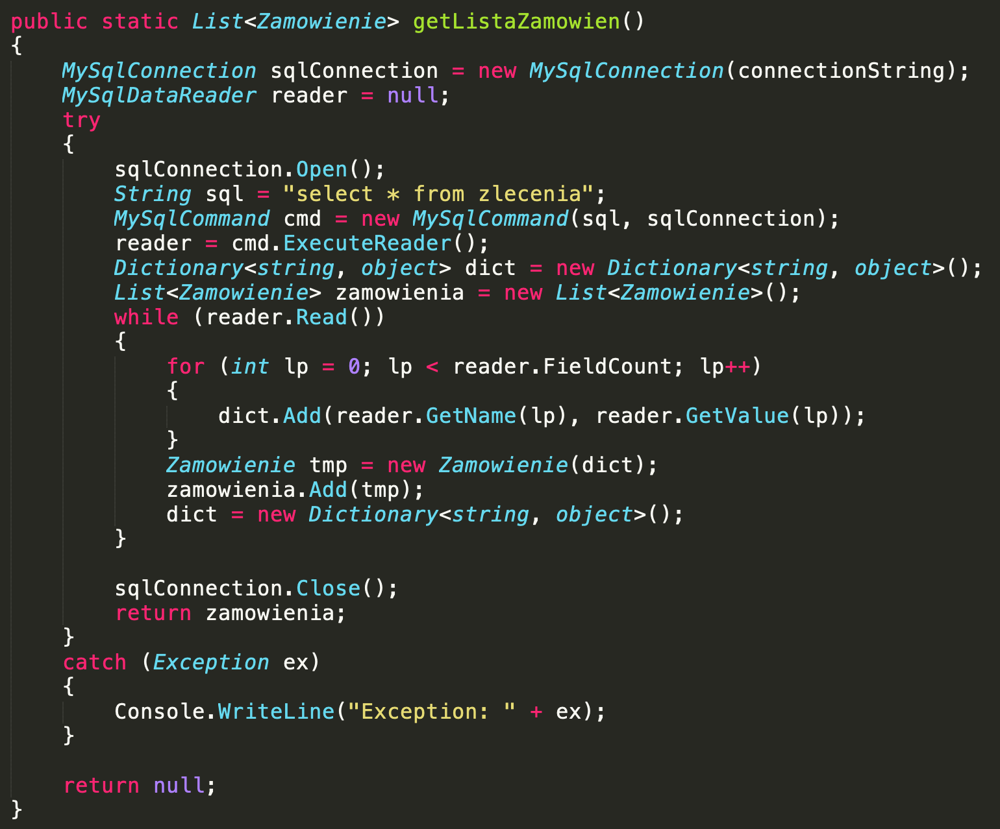 public static List<Zamowienie> getListaZamowien()
{
    MySqlConnection sqlConnection = new MySqlConnection(connectionString);
    MySqlDataReader reader = null;
    try
    {
        sqlConnection.Open();
        String sql = "select * from zlecenia";
        MySqlCommand cmd = new MySqlCommand(sql, sqlConnection);
        reader = cmd.ExecuteReader();
        Dictionary<string, object> dict = new Dictionary<string, object>();
        List<Zamowienie> zamowienia = new List<Zamowienie>();
        while (reader.Read())
        {
            for (int lp = 0; lp < reader.FieldCount; lp++)
            {
                dict.Add(reader.GetName(lp), reader.GetValue(lp));
            }
            Zamowienie tmp = new Zamowienie(dict);
            zamowienia.Add(tmp);
            dict = new Dictionary<string, object>();
        }

        sqlConnection.Close();
        return zamowienia;
    }
    catch (Exception ex)
    {
        Console.WriteLine("Exception: " + ex);
    }

    return null;
}